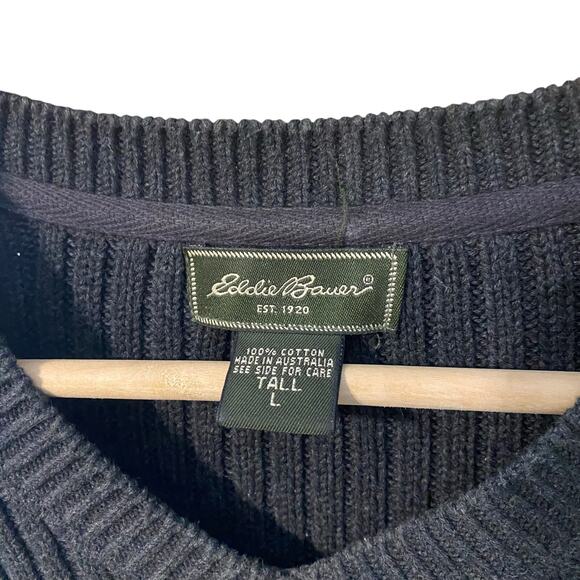 Eddie Bauer®
EST. 1920
100% COTTON
MADE IN AUSTRALIA
SEE SIDE FOR CARE
TALL
L